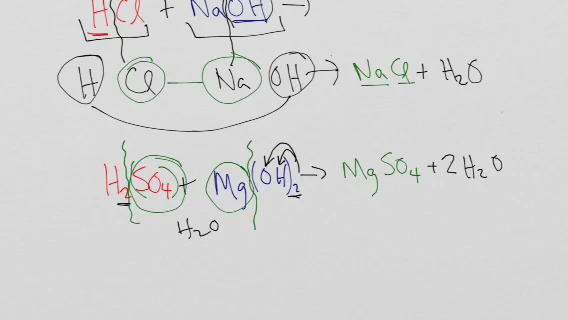 HCl + NaOH →
H Cl — Na OH → NaCl + H₂O
H₂SO₄ + Mg(OH)₂ → MgSO₄ + 2H₂O
H₂O